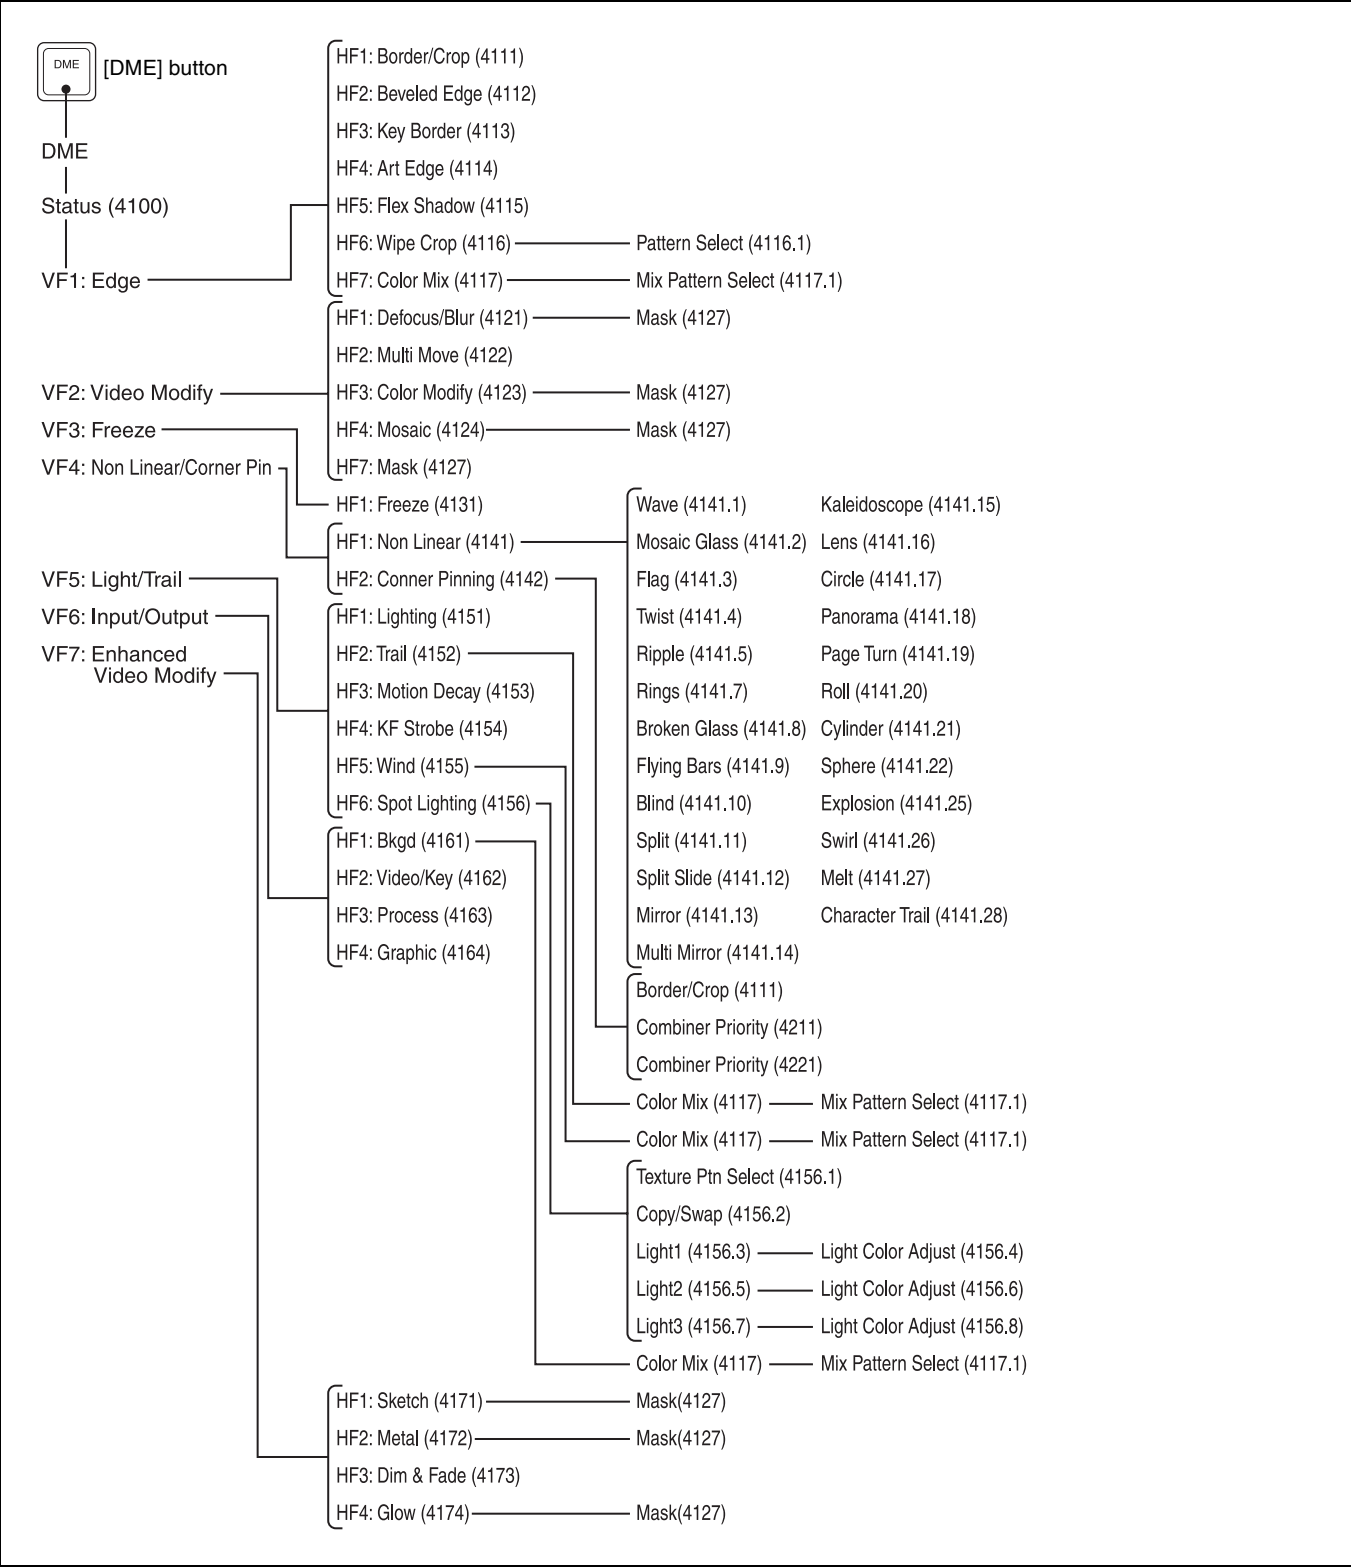 DME
[DME] button
DME
Status (4100)
VF1: Edge
HF1: Border/Crop (4111)
HF2: Beveled Edge (4112)
HF3: Key Border (4113)
HF4: Art Edge (4114)
HF5: Flex Shadow (4115)
HF6: Wipe Crop (4116) Pattern Select (4116.1)
HF7: Color Mix (4117) Mix Pattern Select (4117.1)
VF2: Video Modify
HF1: Defocus/Blur (4121) Mask (4127)
HF2: Multi Move (4122)
HF3: Color Modify (4123) Mask (4127)
HF4: Mosaic (4124) Mask (4127)
HF7: Mask (4127)
VF3: Freeze
HF1: Freeze (4131)
VF4: Non Linear/Corner Pin
HF1: Non Linear (4141)
HF2: Conner Pinning (4142)
Wave (4141.1) Kaleidoscope (4141.15)
Mosaic Glass (4141.2) Lens (4141.16)
Flag (4141.3) Circle (4141.17)
Twist (4141.4) Panorama (4141.18)
Ripple (4141.5) Page Turn (4141.19)
Rings (4141.7) Roll (4141.20)
Broken Glass (4141.8) Cylinder (4141.21)
Flying Bars (4141.9) Sphere (4141.22)
Blind (4141.10) Explosion (4141.25)
Split (4141.11) Swirl (4141.26)
Split Slide (4141.12) Melt (4141.27)
Mirror (4141.13) Character Trail (4141.28)
Multi Mirror (4141.14)
Border/Crop (4111)
Combiner Priority (4211)
Combiner Priority (4221)
VF5: Light/Trail
HF1: Lighting (4151)
HF2: Trail (4152)
HF3: Motion Decay (4153)
HF4: KF Strobe (4154)
HF5: Wind (4155)
HF6: Spot Lighting (4156)
Color Mix (4117) Mix Pattern Select (4117.1)
Color Mix (4117) Mix Pattern Select (4117.1)
Texture Ptn Select (4156.1)
Copy/Swap (4156.2)
Light1 (4156.3) Light Color Adjust (4156.4)
Light2 (4156.5) Light Color Adjust (4156.6)
Light3 (4156.7) Light Color Adjust (4156.8)
VF6: Input/Output
HF1: Bkgd (4161)
HF2: Video/Key (4162)
HF3: Process (4163)
HF4: Graphic (4164)
Color Mix (4117) Mix Pattern Select (4117.1)
VF7: Enhanced
Video Modify
HF1: Sketch (4171) Mask(4127)
HF2: Metal (4172) Mask(4127)
HF3: Dim & Fade (4173)
HF4: Glow (4174) Mask(4127)